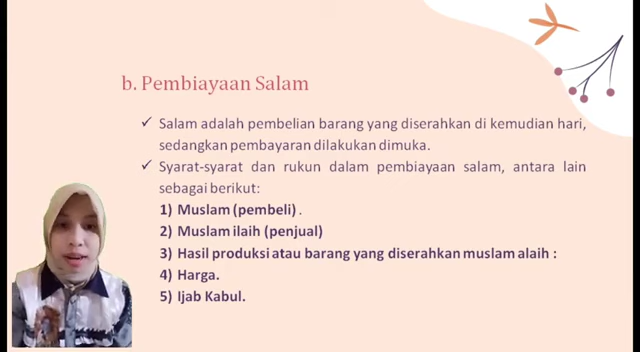 b. Pembiayaan Salam
✓ Salam adalah pembelian barang yang diserahkan di kemudian hari,
sedangkan pembayaran dilakukan dimuka.
✓ Syarat-syarat dan rukun dalam pembiayaan salam, antara lain
sebagai berikut:
1) Muslam (pembeli) .
2) Muslam ilaih (penjual)
3) Hasil produksi atau barang yang diserahkan muslam alaih :
4) Harga.
5) Ijab Kabul.